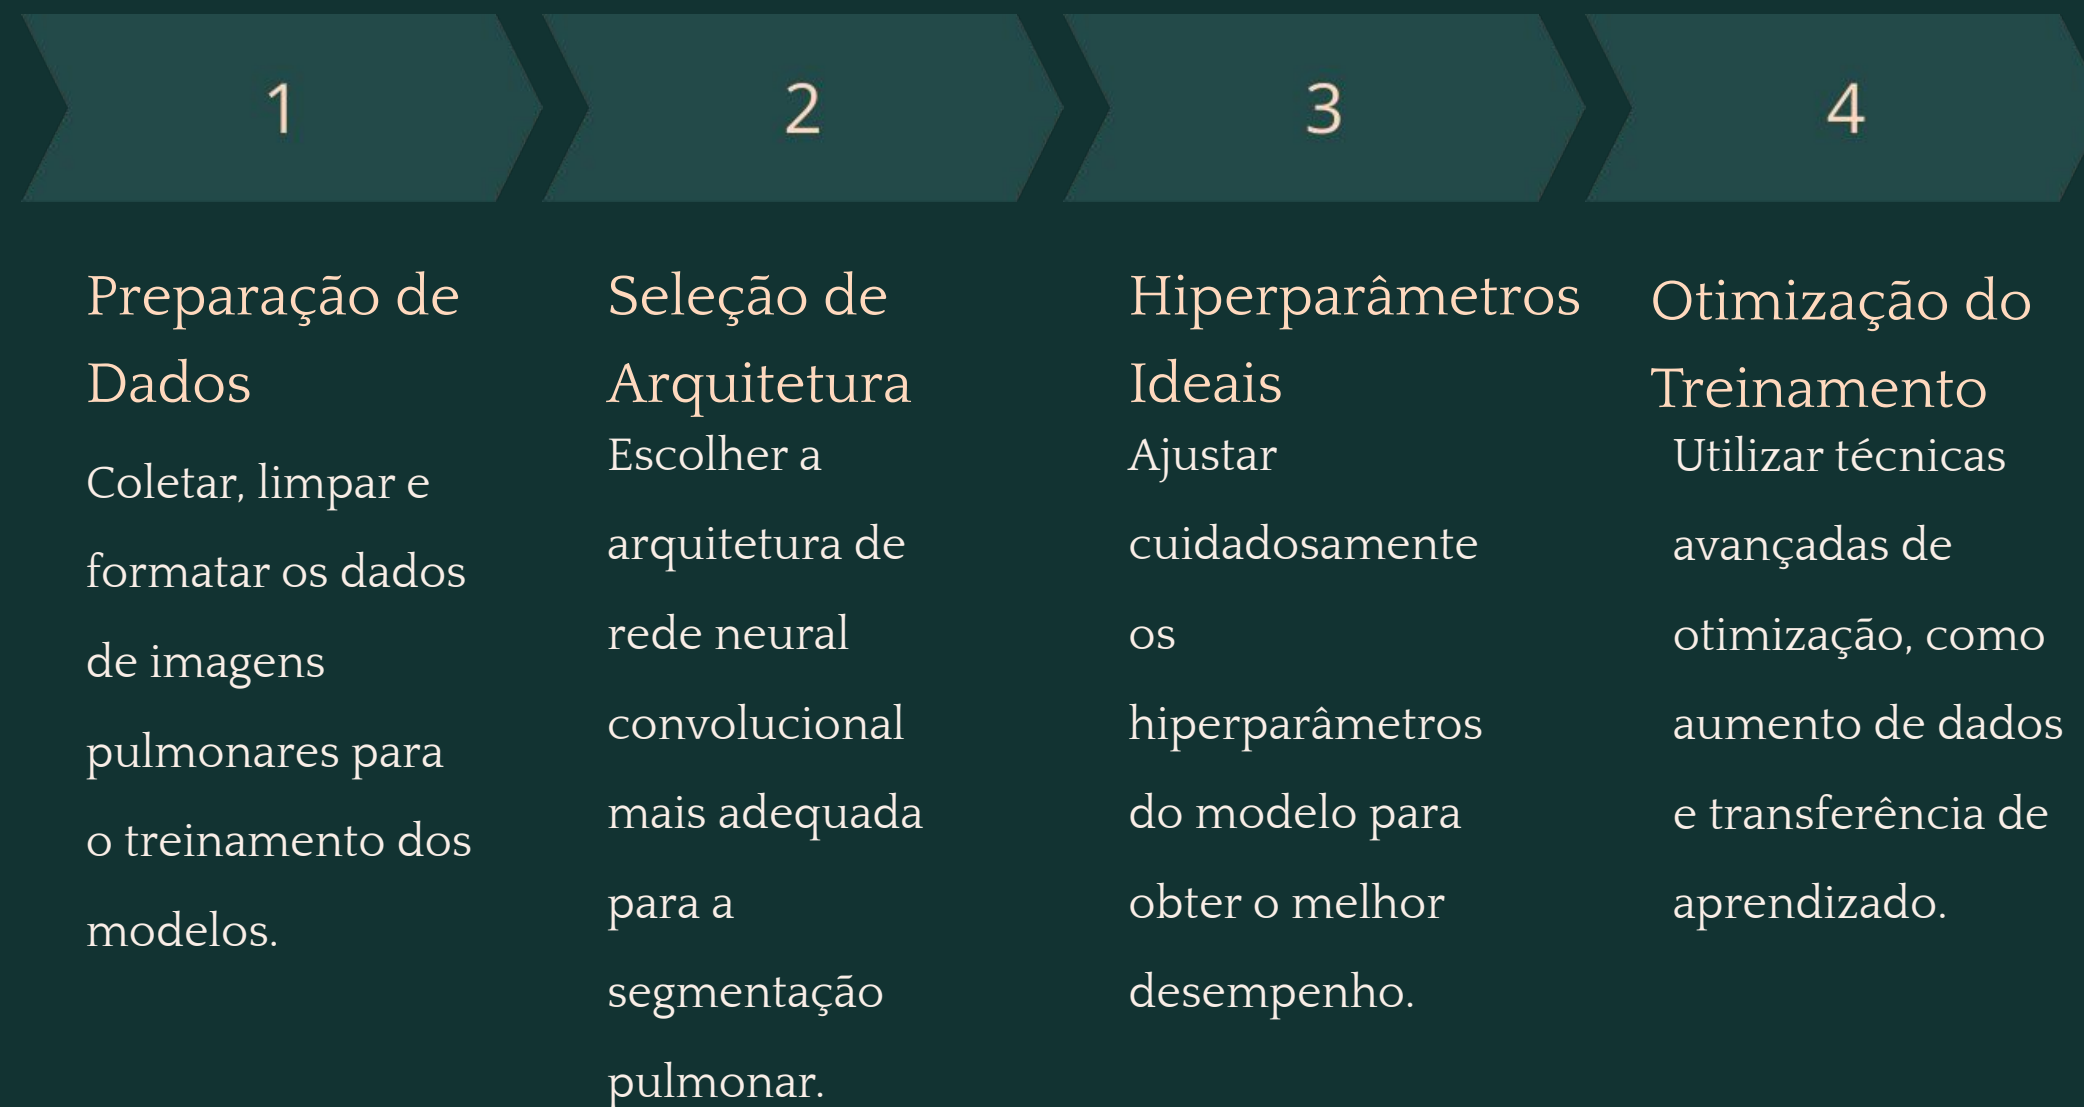 1
2
3
4
Preparação de
Dados
Coletar, limpar e
formatar os dados
de imagens
pulmonares para
o treinamento dos
modelos.
Seleção de
Arquitetura
Escolher a
arquitetura de
rede neural
convolucional
mais adequada
para a
segmentação
pulmonar.
Hiperparâmetros
Ideais
Ajustar
cuidadosamente
os
hiperparâmetros
do modelo para
obter o melhor
desempenho.
Otimização do
Treinamento
Utilizar técnicas
avançadas de
otimização, como
aumento de dados
e transferência de
aprendizado.